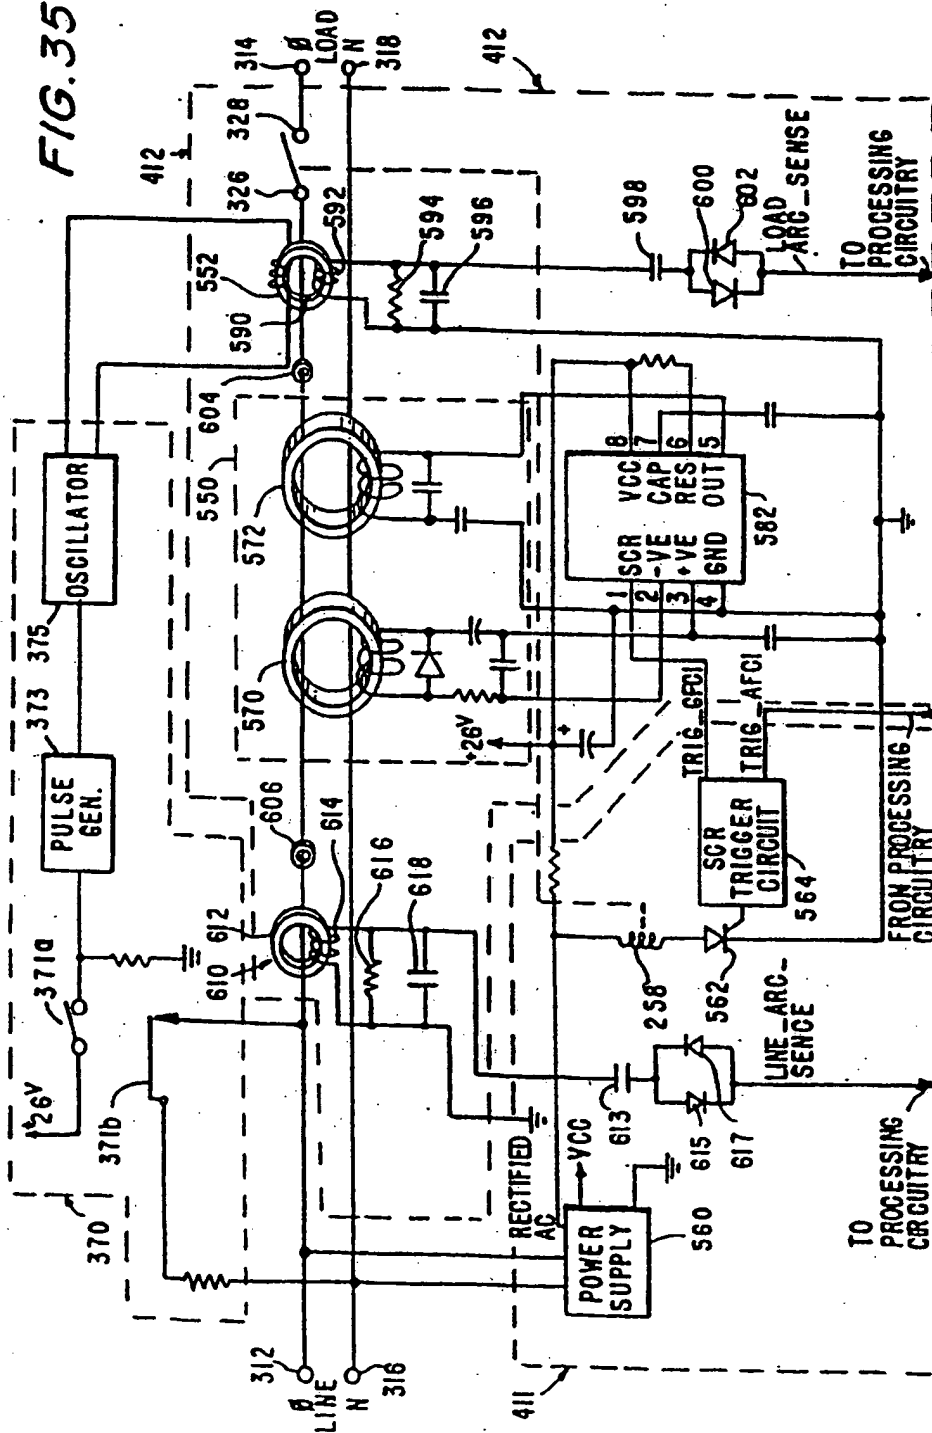 FIG. 35
412
328
314
Ø
LOAD
N
318
412
326
592
594
596
598
600
602
LOAD
ARC_SENSE
TO
PROCESSING
CIRCUITRY
552
590
604
550
572
570
OSCILLATOR
375
PULSE
GEN.
373
371a
+26V
371b
370
606
612
610
614
616
618
+26V
+
1 SCR VCC 8
2 -VE CAP 7
3 +VE RES 6
4 GND OUT 5
582
TRIG_GFCI
TRIG_AFCI
SCR
TRIGGER
CIRCUIT
564
FROM PROCESSING
CIRCUITRY
258
562
LINE_ARC_
SENCE
613
615
617
TO
PROCESSING
CIRCUITRY
RECTIFIED
AC
VCC
POWER
SUPPLY
560
312
Ø
LINE
N
316
411